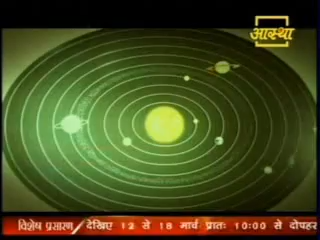 आस्था
विशेष प्रसारण / देखिए 12 से 18 मार्च प्रातः 10:00 से दोपहर